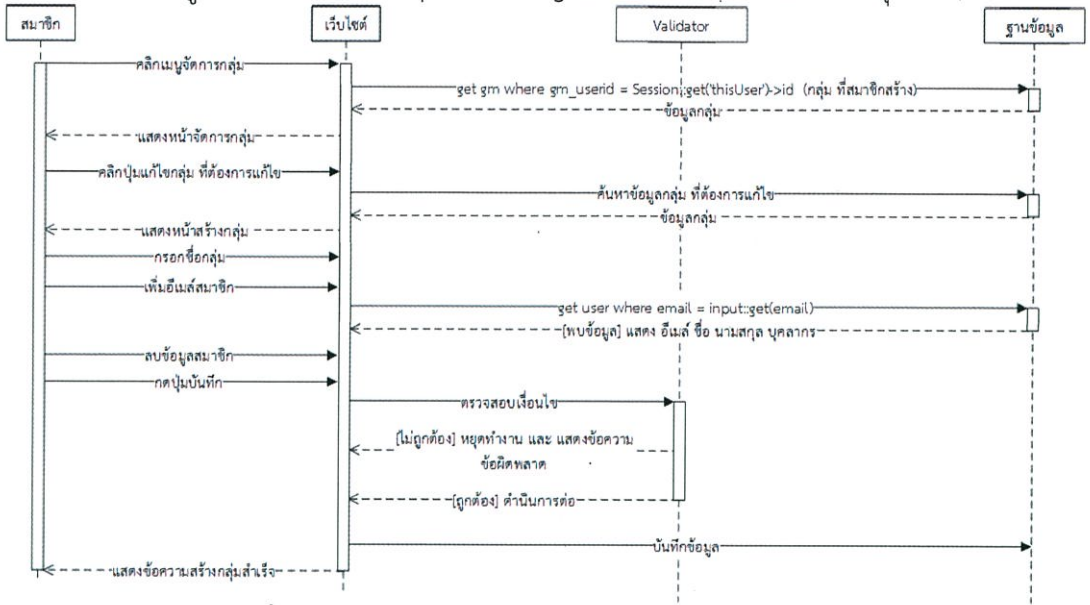 สมาชิก
เว็บไซต์
Validator
ฐานข้อมูล
คลิกเมนูจัดการกลุ่ม
get gm where gm_userid = Session::get('thisUser')->id (กลุ่ม ที่สมาชิกสร้าง)
ข้อมูลกลุ่ม
แสดงหน้าจัดการกลุ่ม
คลิกปุ่มแก้ไขกลุ่ม ที่ต้องการแก้ไข
ค้นหาข้อมูลกลุ่ม ที่ต้องการแก้ไข
ข้อมูลกลุ่ม
แสดงหน้าสร้างกลุ่ม
กรอกชื่อกลุ่ม
เพิ่มอีเมล์สมาชิก
get user where email = input::get(email)
[พบข้อมูล] แสดง อีเมล์ ชื่อ นามสกุล บุคลากร
ลบข้อมูลสมาชิก
กดปุ่มบันทึก
ตรวจสอบเงื่อนไข
[ไม่ถูกต้อง] หยุดทำงาน และ แสดงข้อความ
ข้อผิดพลาด
[ถูกต้อง] ดำเนินการต่อ
บันทึกข้อมูล
แสดงข้อความสร้างกลุ่มสำเร็จ